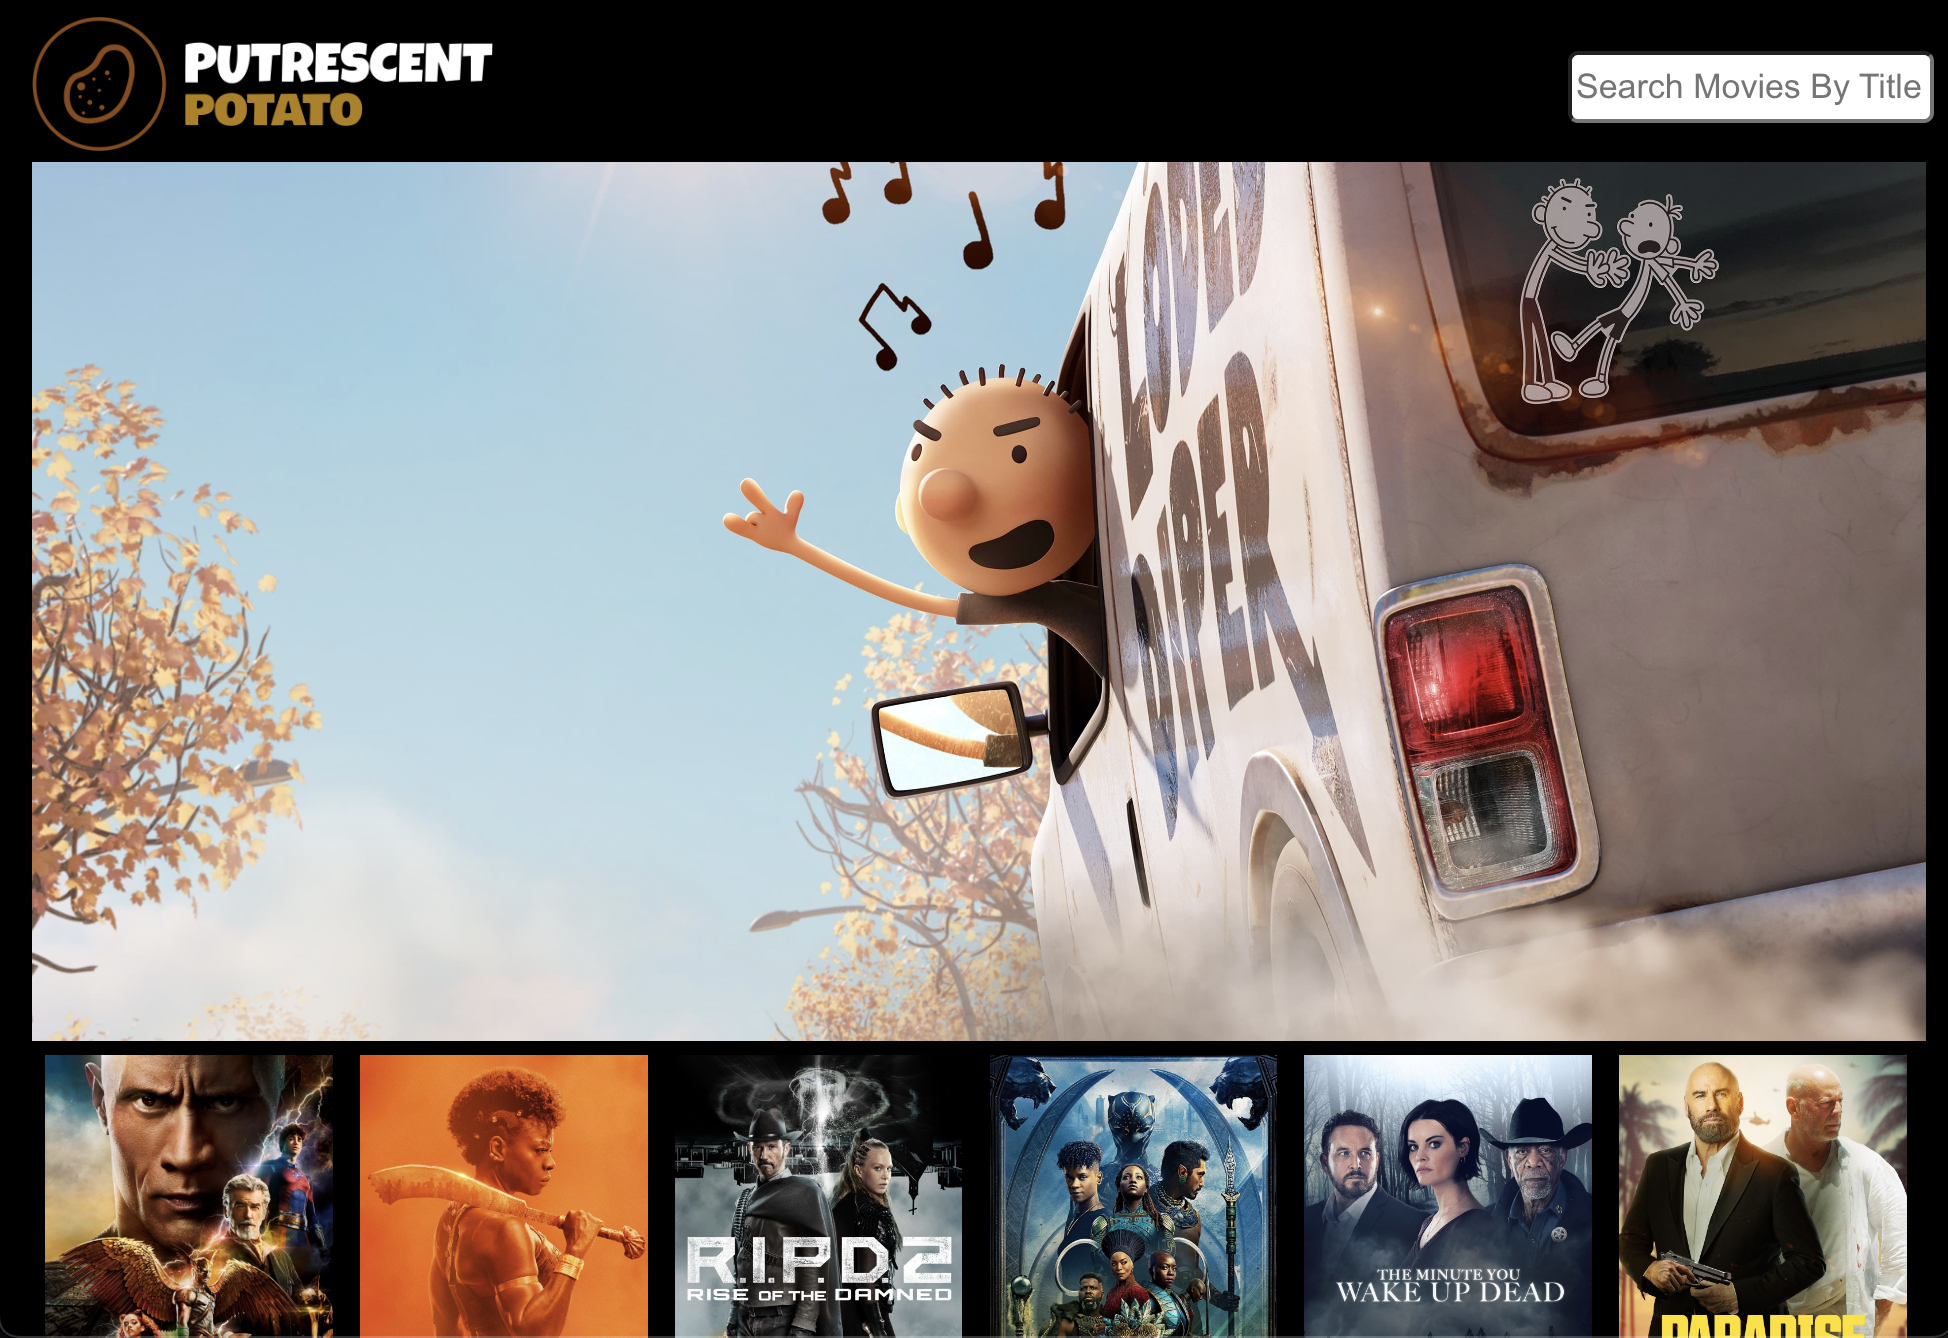 PUTRESCENT
POTATO
Search Movies By Title
LÖDED
DIPER
R.I.P.D.2
RISE OF THE DAMNED
THE MINUTE YOU
WAKE UP DEAD
PARADISE